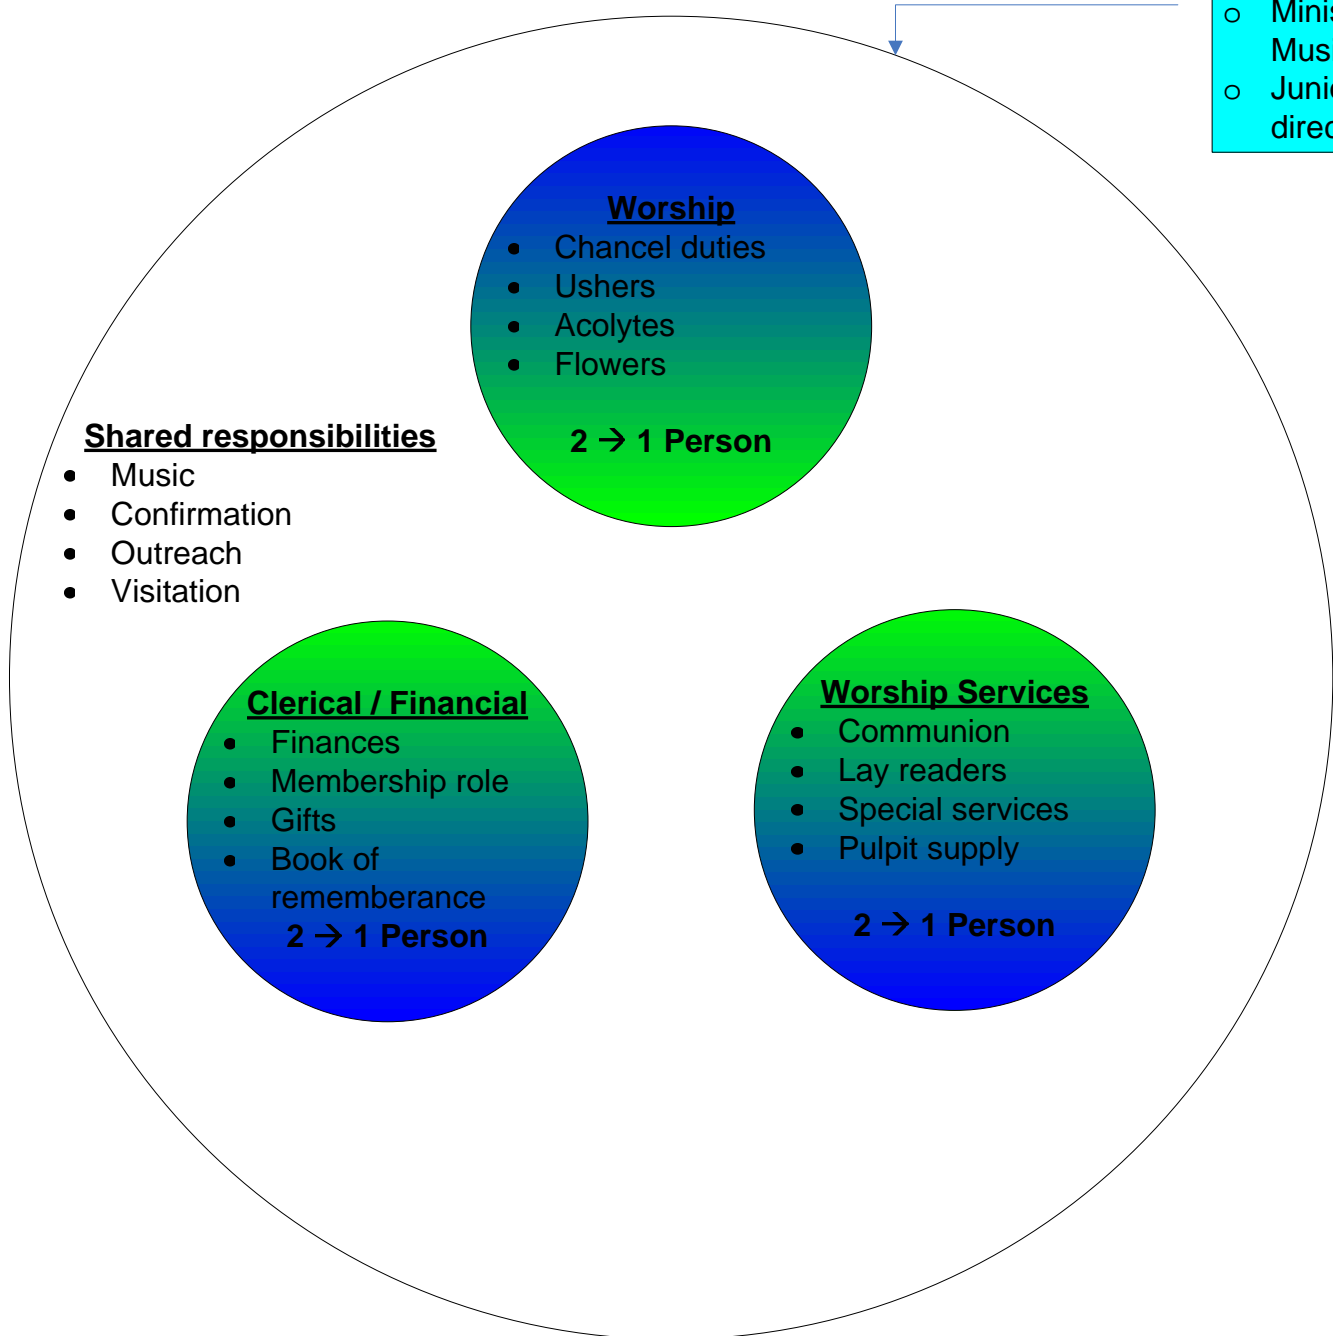 Worship
• Chancel duties
• Ushers
• Acolytes
• Flowers
2 → 1 Person
Shared responsibilities
• Music
• Confirmation
• Outreach
• Visitation
Clerical / Financial
• Finances
• Membership role
• Gifts
• Book of
rememberance
2 → 1 Person
Worship Services
• Communion
• Lay readers
• Special services
• Pulpit supply
2 → 1 Person